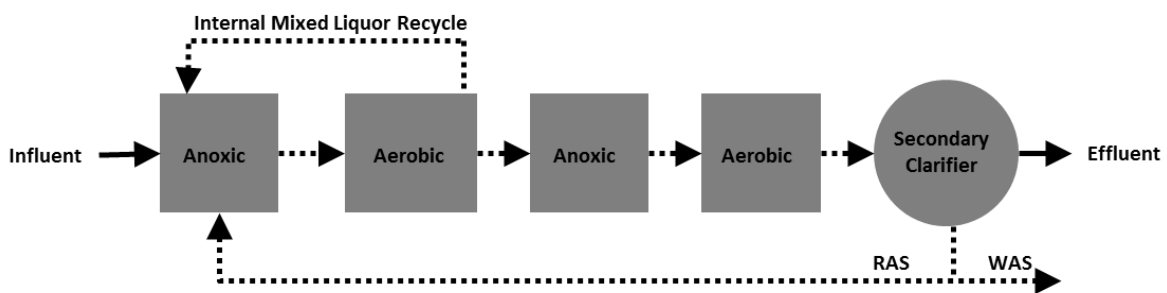 Internal Mixed Liquor Recycle
Influent
Anoxic
Aerobic
Anoxic
Aerobic
Secondary
Clarifier
Effluent
RAS
WAS